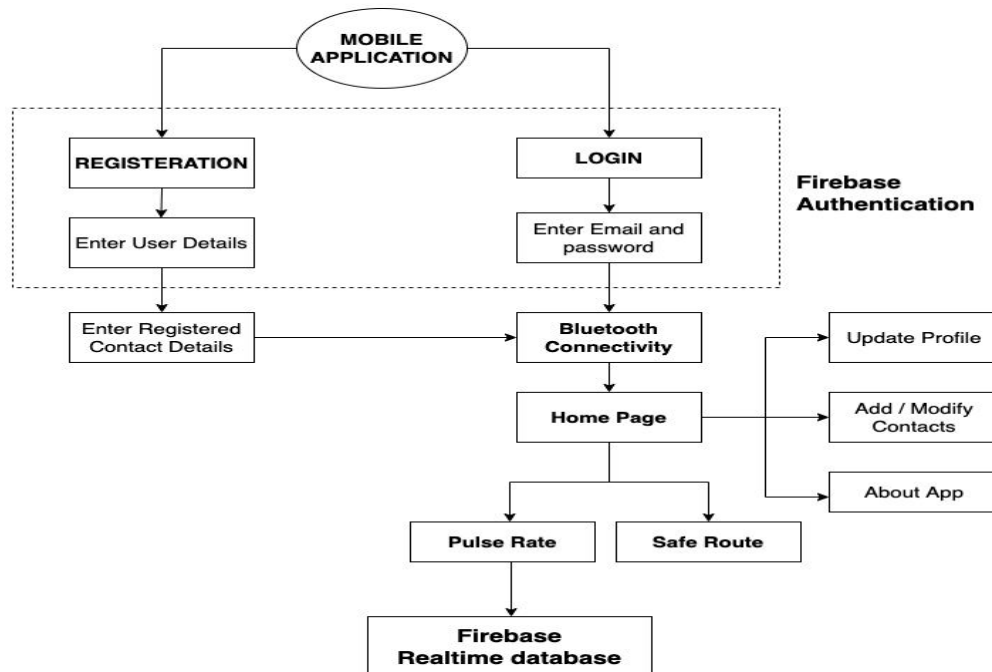 MOBILE
APPLICATION
REGISTERATION
LOGIN
Firebase
Authentication
Enter User Details
Enter Email and
password
Enter Registered
Contact Details
Bluetooth
Connectivity
Update Profile
Home Page
Add / Modify
Contacts
About App
Pulse Rate
Safe Route
Firebase
Realtime database